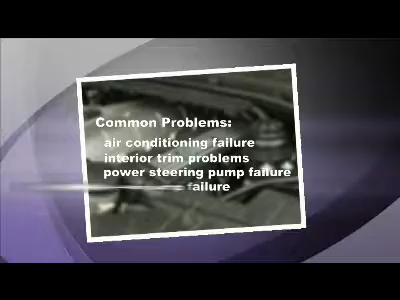 Common Problems:
air conditioning failure
interior trim problems
power steering pump failure
failure